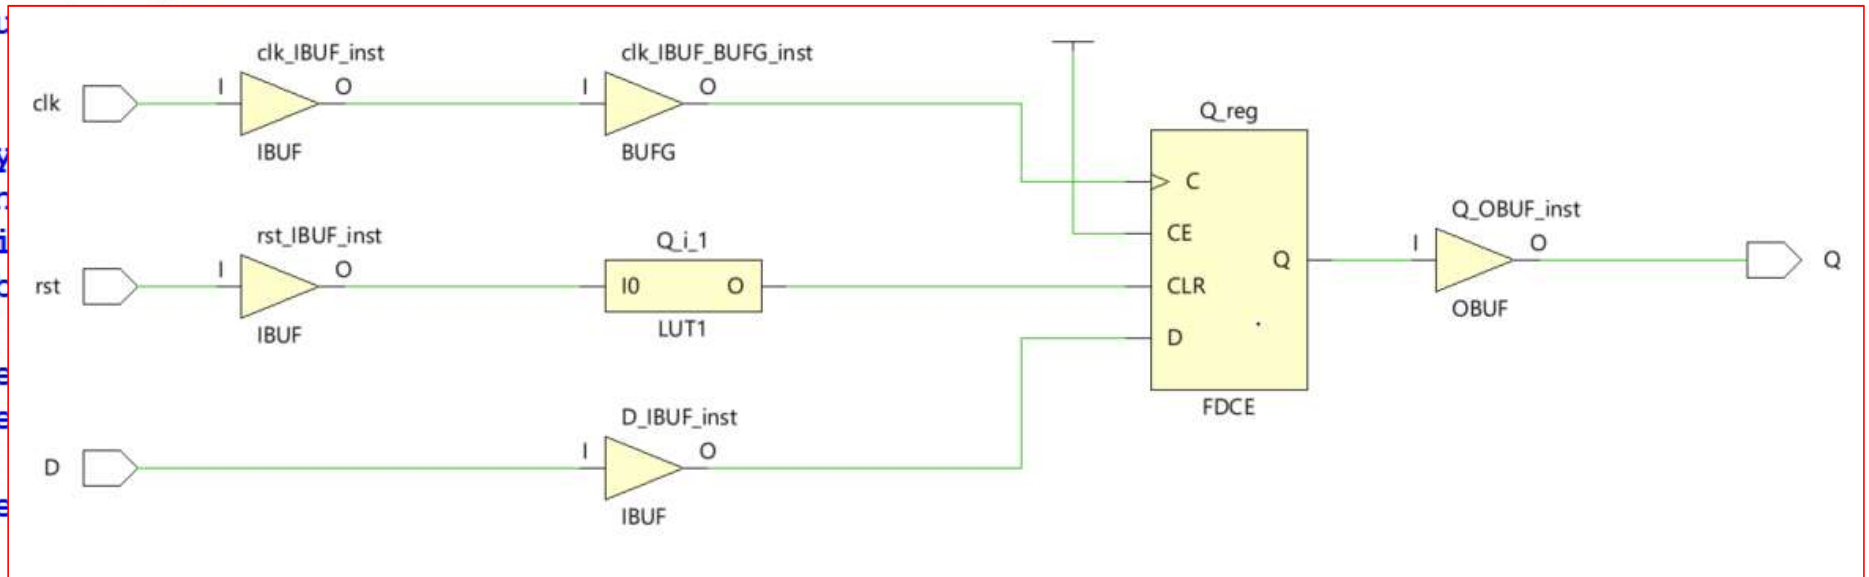 clk_IBUF_inst
clk_IBUF_BUFG_inst
clk
I
O
I
O
IBUF
BUFG
Q_reg
C
CE
CLR
D
Q
FDCE
rst_IBUF_inst
rst
I
O
IBUF
Q_i_1
I0
O
LUT1
Q_OBUF_inst
I
O
OBUF
Q
D_IBUF_inst
D
I
O
IBUF